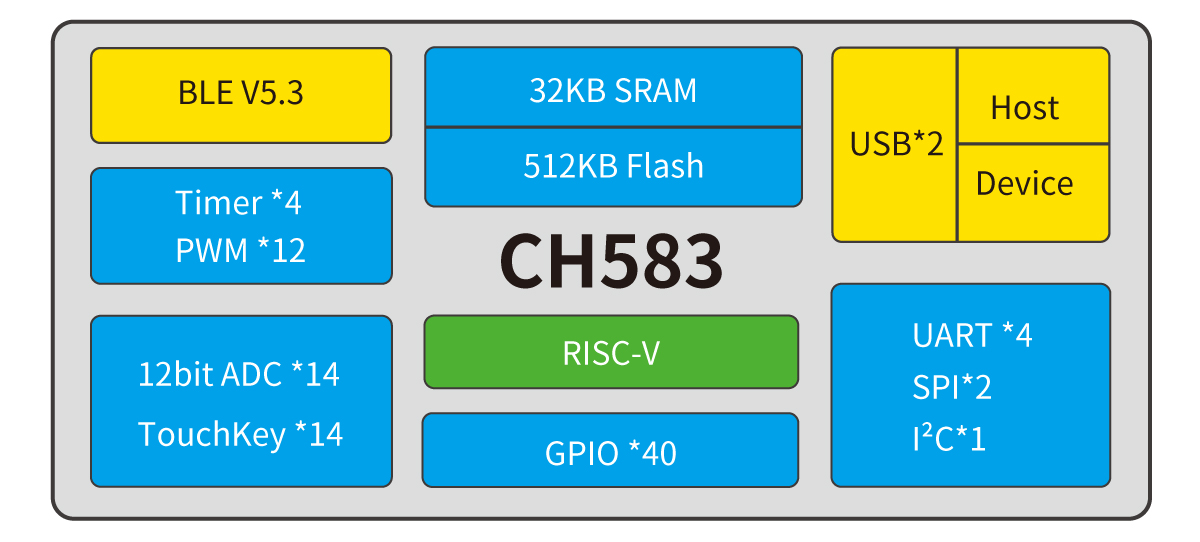 BLE V5.3
Timer *4
PWM *12
12bit ADC *14
TouchKey *14
32KB SRAM
512KB Flash
CH583
RISC-V
GPIO *40
USB*2
Host
Device
UART *4
SPI*2
I²C*1